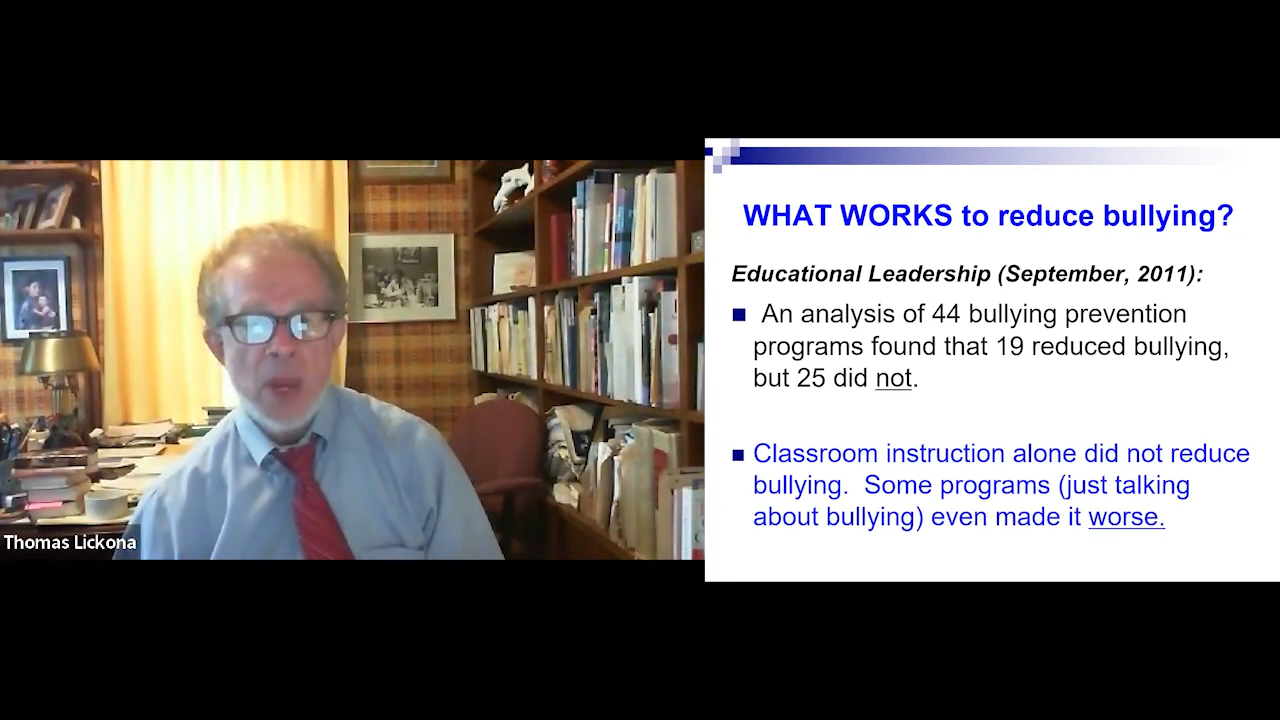 WHAT WORKS to reduce bullying?
Educational Leadership (September, 2011):
■ An analysis of 44 bullying prevention
programs found that 19 reduced bullying,
but 25 did not.
■ Classroom instruction alone did not reduce
bullying. Some programs (just talking
about bullying) even made it worse.
Thomas Lickona